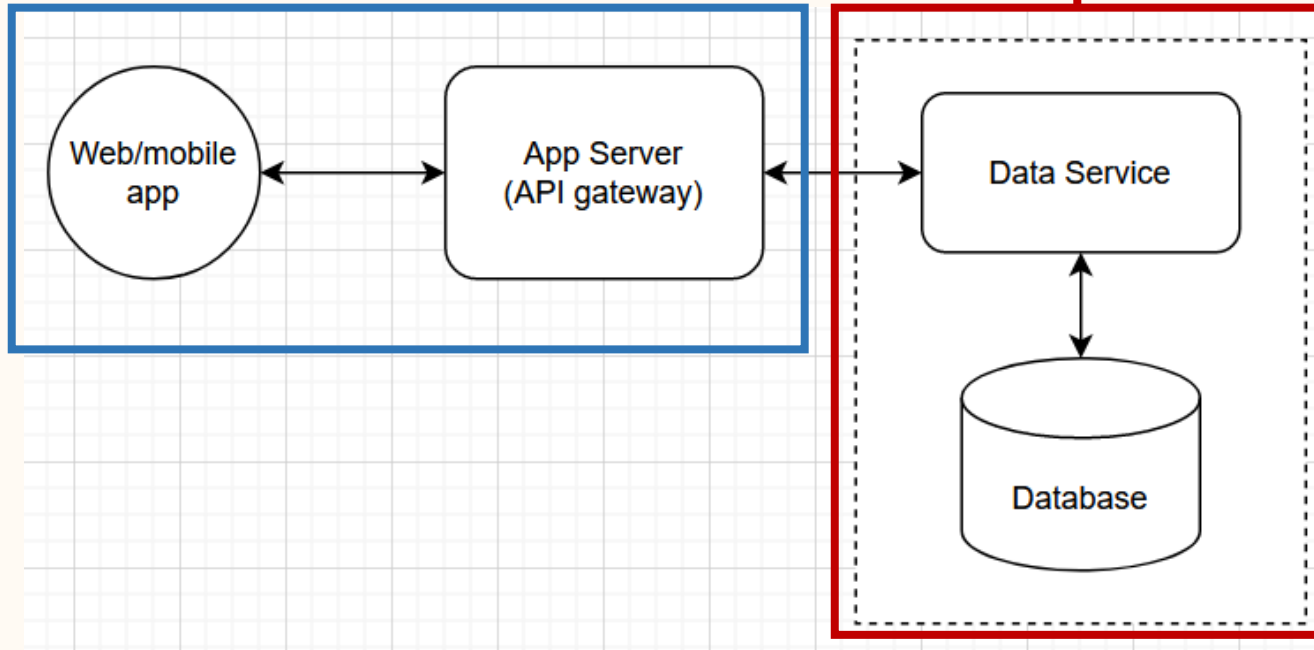 Web/mobile
app
App Server
(API gateway)
Data Service
Database